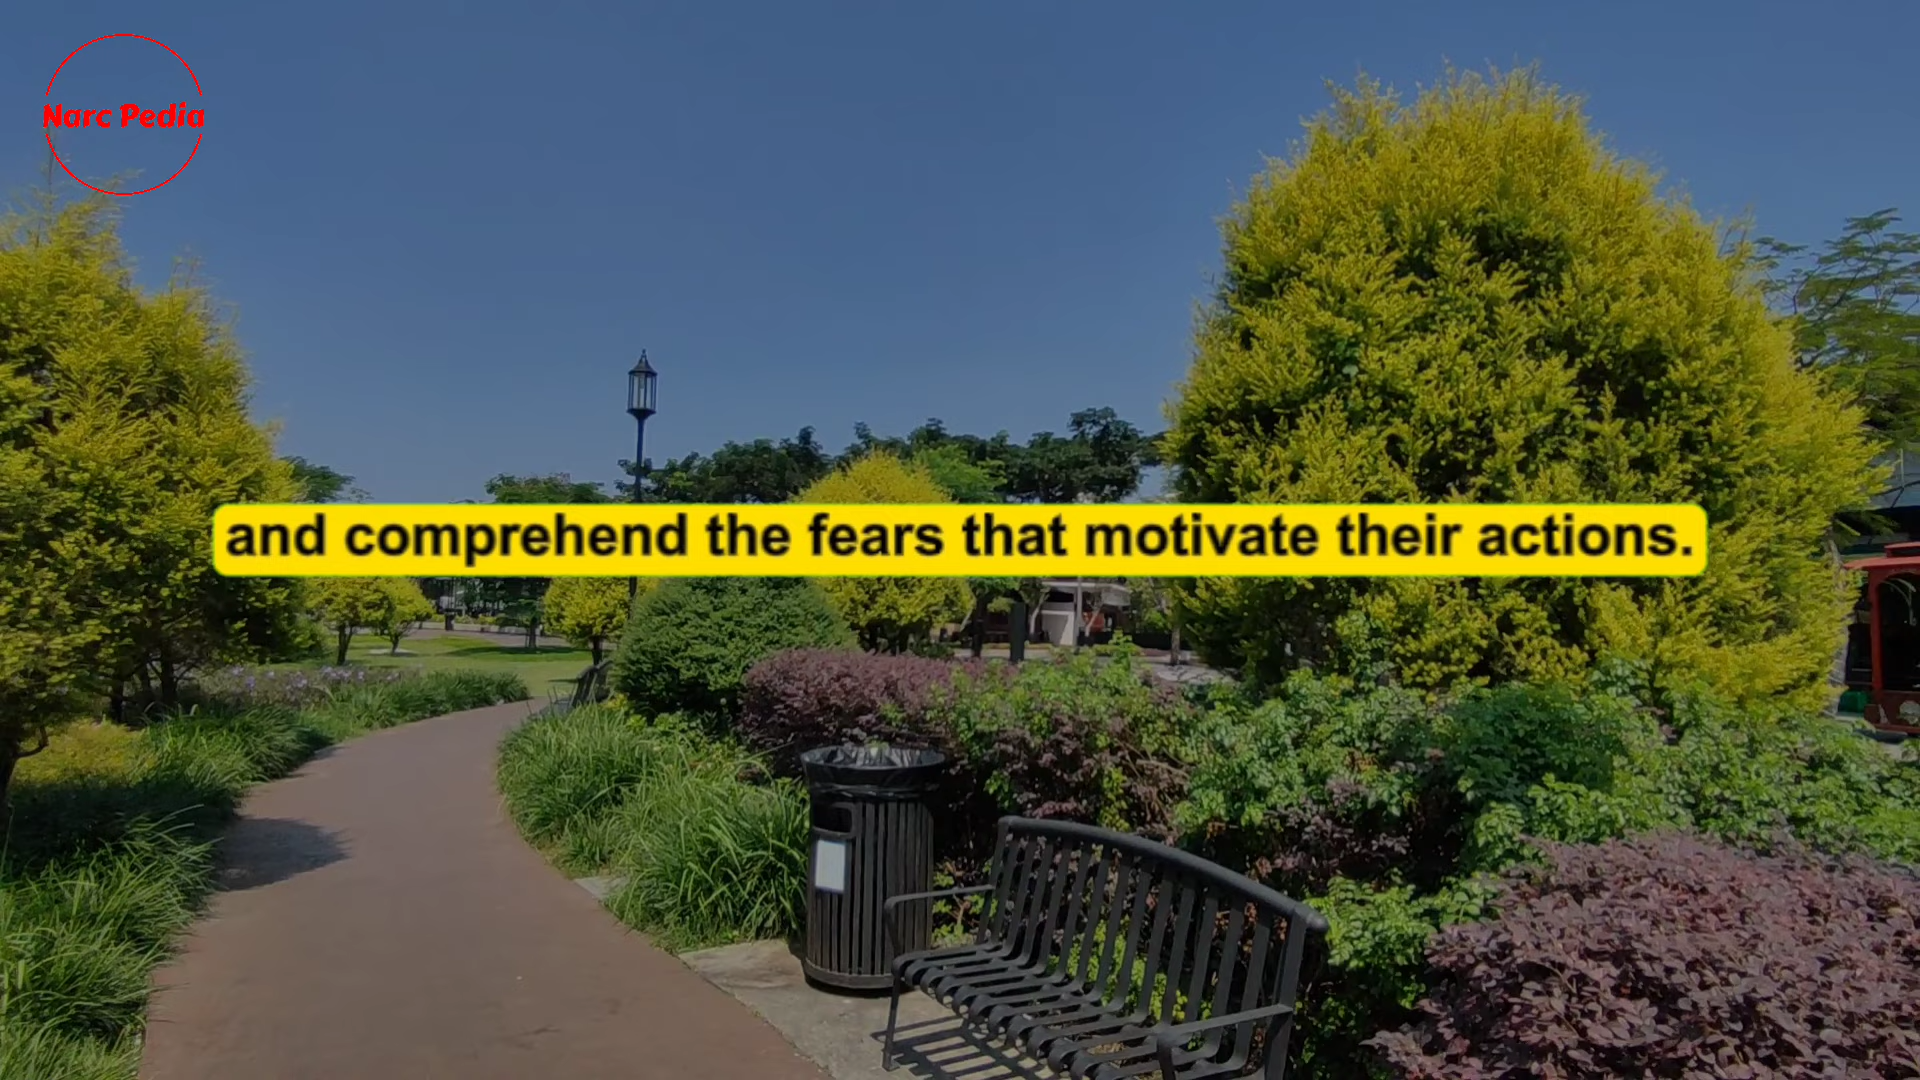 Narc Pedia
and comprehend the fears that motivate their actions.